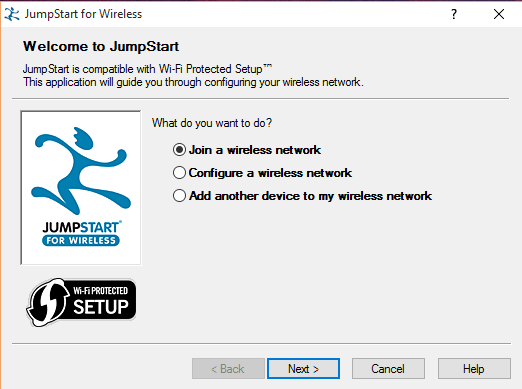 JumpStart for Wireless
?
Welcome to JumpStart
JumpStart is compatible with Wi-Fi Protected Setup™
This application will guide you through configuring your wireless network.
What do you want to do?
Join a wireless network
Configure a wireless network
Add another device to my wireless network
JUMPSTART®
FOR WIRELESS
Wi-Fi PROTECTED
SETUP
< Back
Next >
Cancel
Help